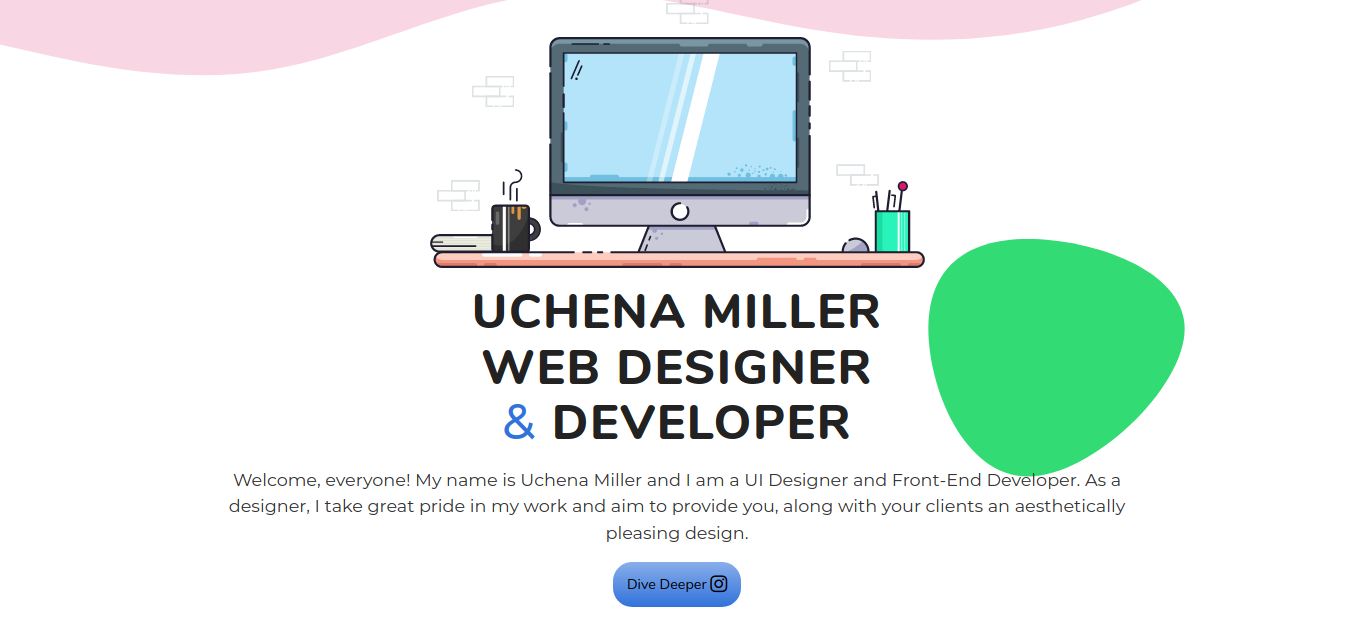 UCHENA MILLER
WEB DESIGNER
& DEVELOPER
Welcome, everyone! My name is Uchena Miller and I am a UI Designer and Front-End Developer. As a
designer, I take great pride in my work and aim to provide you, along with your clients an aesthetically
pleasing design.
Dive Deeper